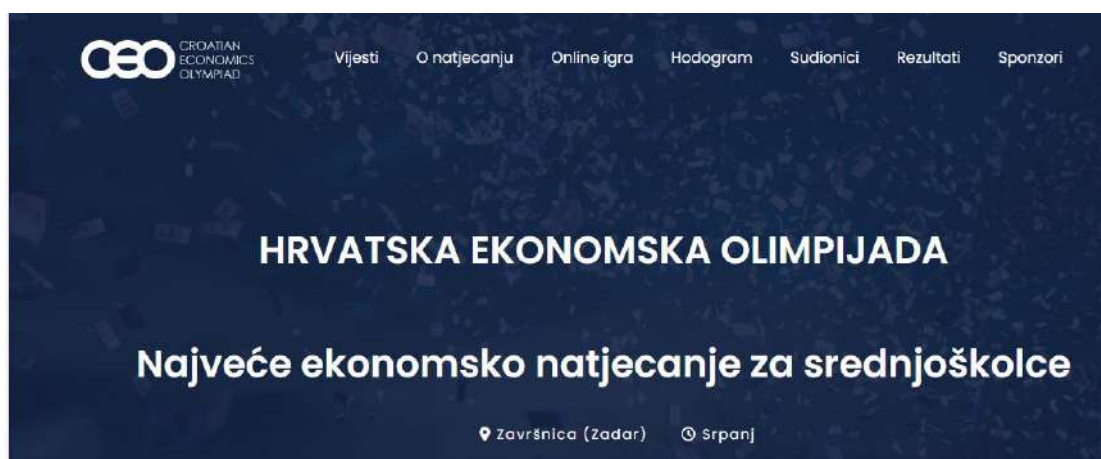 CEO
CROATIAN
ECONOMICS
OLYMPIAD
Vijesti O natjecanju Online igra Hodogram Sudionici Rezultati Sponzori
HRVATSKA EKONOMSKA OLIMPIJADA
Najveće ekonomsko natjecanje za srednjoškolce
Završnica (Zadar) Srpanj